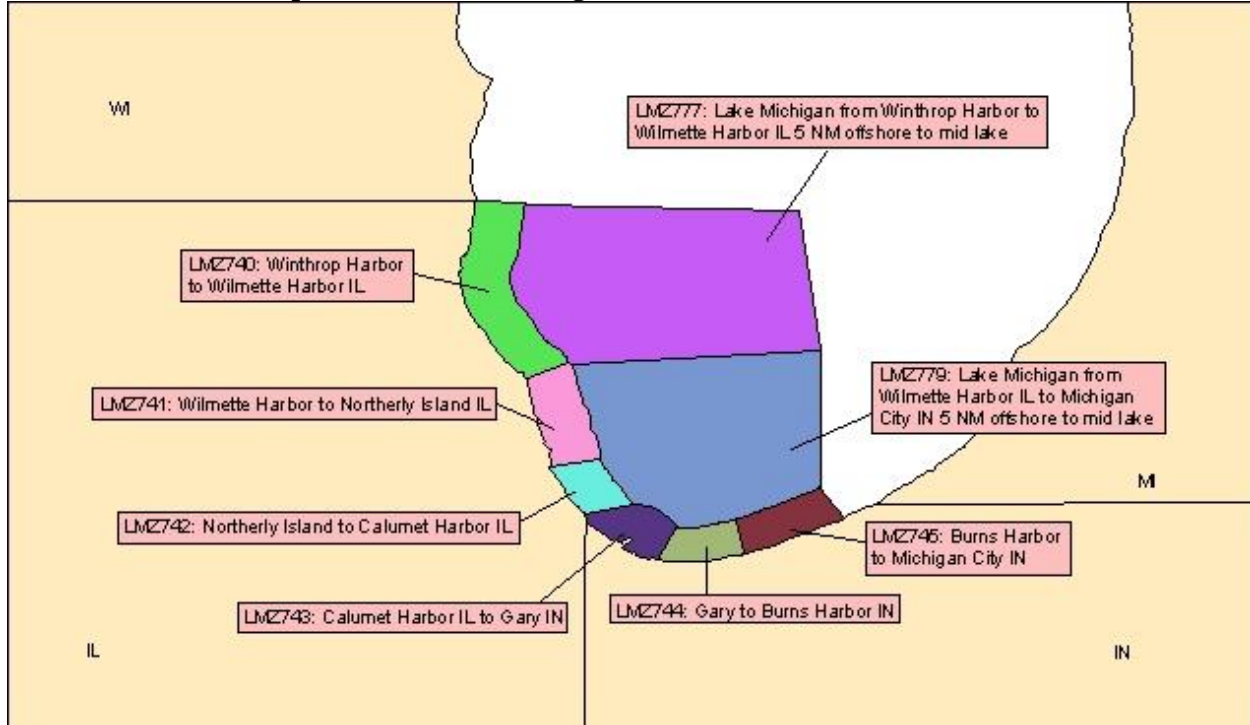 WI
LMZ777: Lake Michigan from Winthrop Harbor to
Wilmette Harbor IL 5 NM offshore to mid lake
LMZ740: Winthrop Harbor
to Wilmette Harbor IL
LMZ779: Lake Michigan from
Wilmette Harbor IL to Michigan
City IN 5 NM offshore to mid lake
LMZ741: Wilmette Harbor to Northerly Island IL
MI
LMZ742: Northerly Island to Calumet Harbor IL
LMZ745: Burns Harbor
to Michigan City IN
LMZ743: Calumet Harbor IL to Gary IN
LMZ744: Gary to Burns Harbor IN
IL
IN